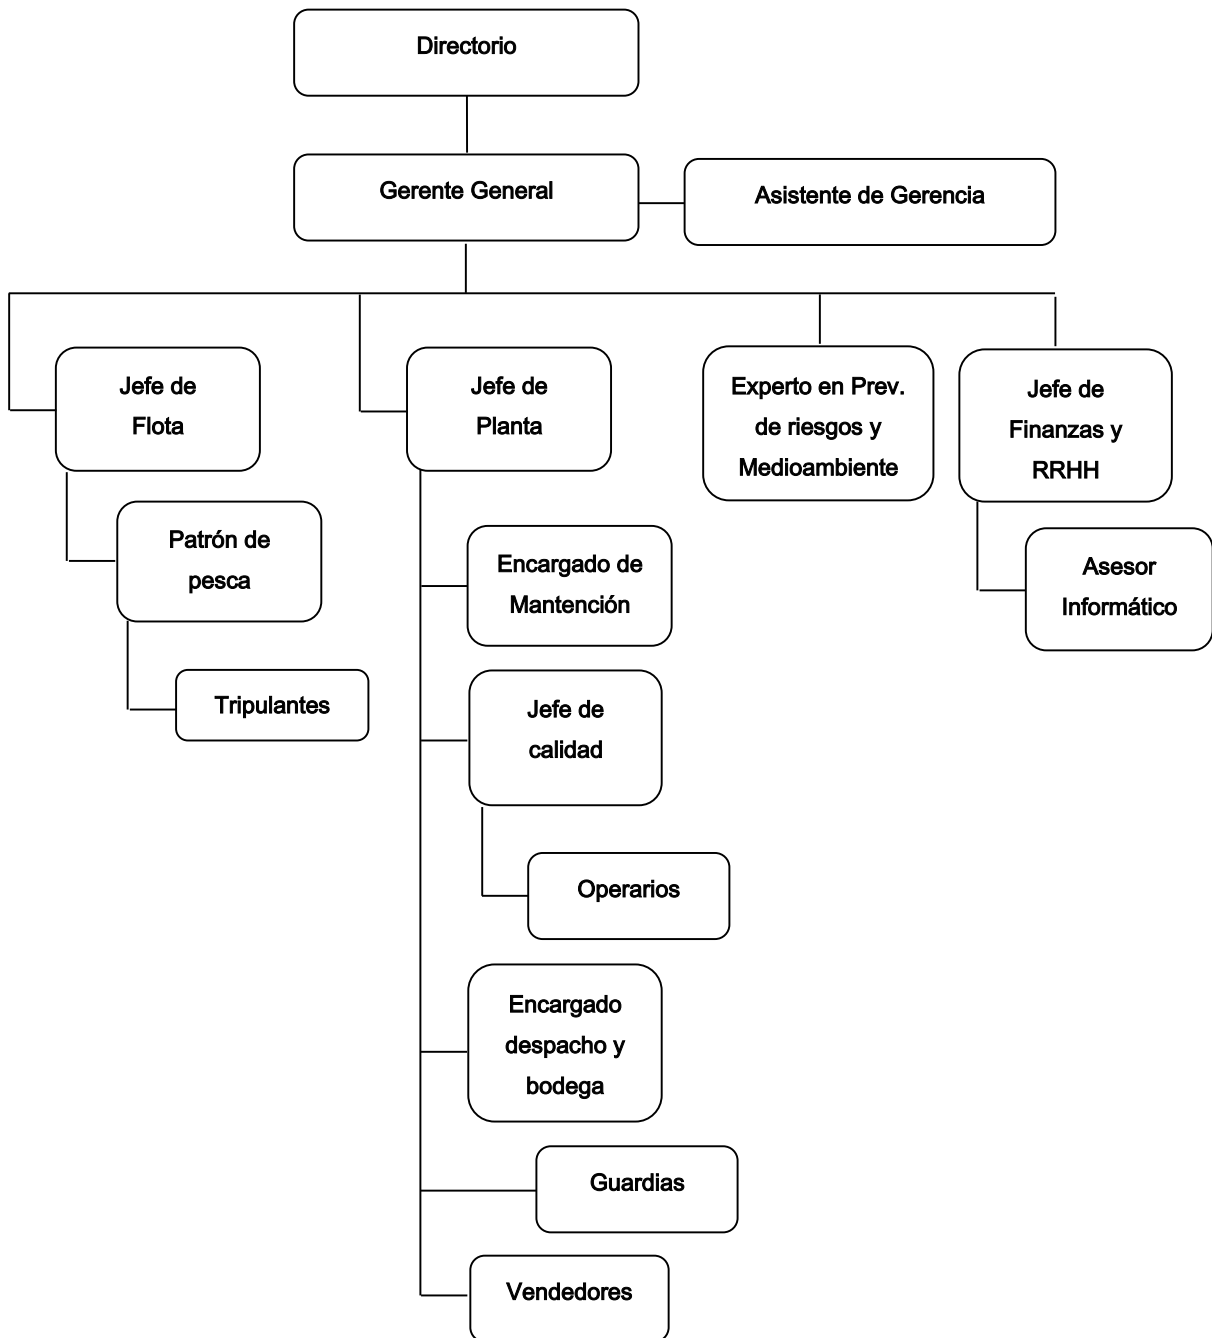 Directorio
Gerente General
Asistente de Gerencia
Jefe de
Flota
Patrón de
pesca
Tripulantes
Jefe de
Planta
Encargado de
Mantención
Jefe de
calidad
Operarios
Encargado
despacho y
bodega
Guardias
Vendedores
Experto en Prev.
de riesgos y
Medioambiente
Jefe de
Finanzas y
RRHH
Asesor
Informático